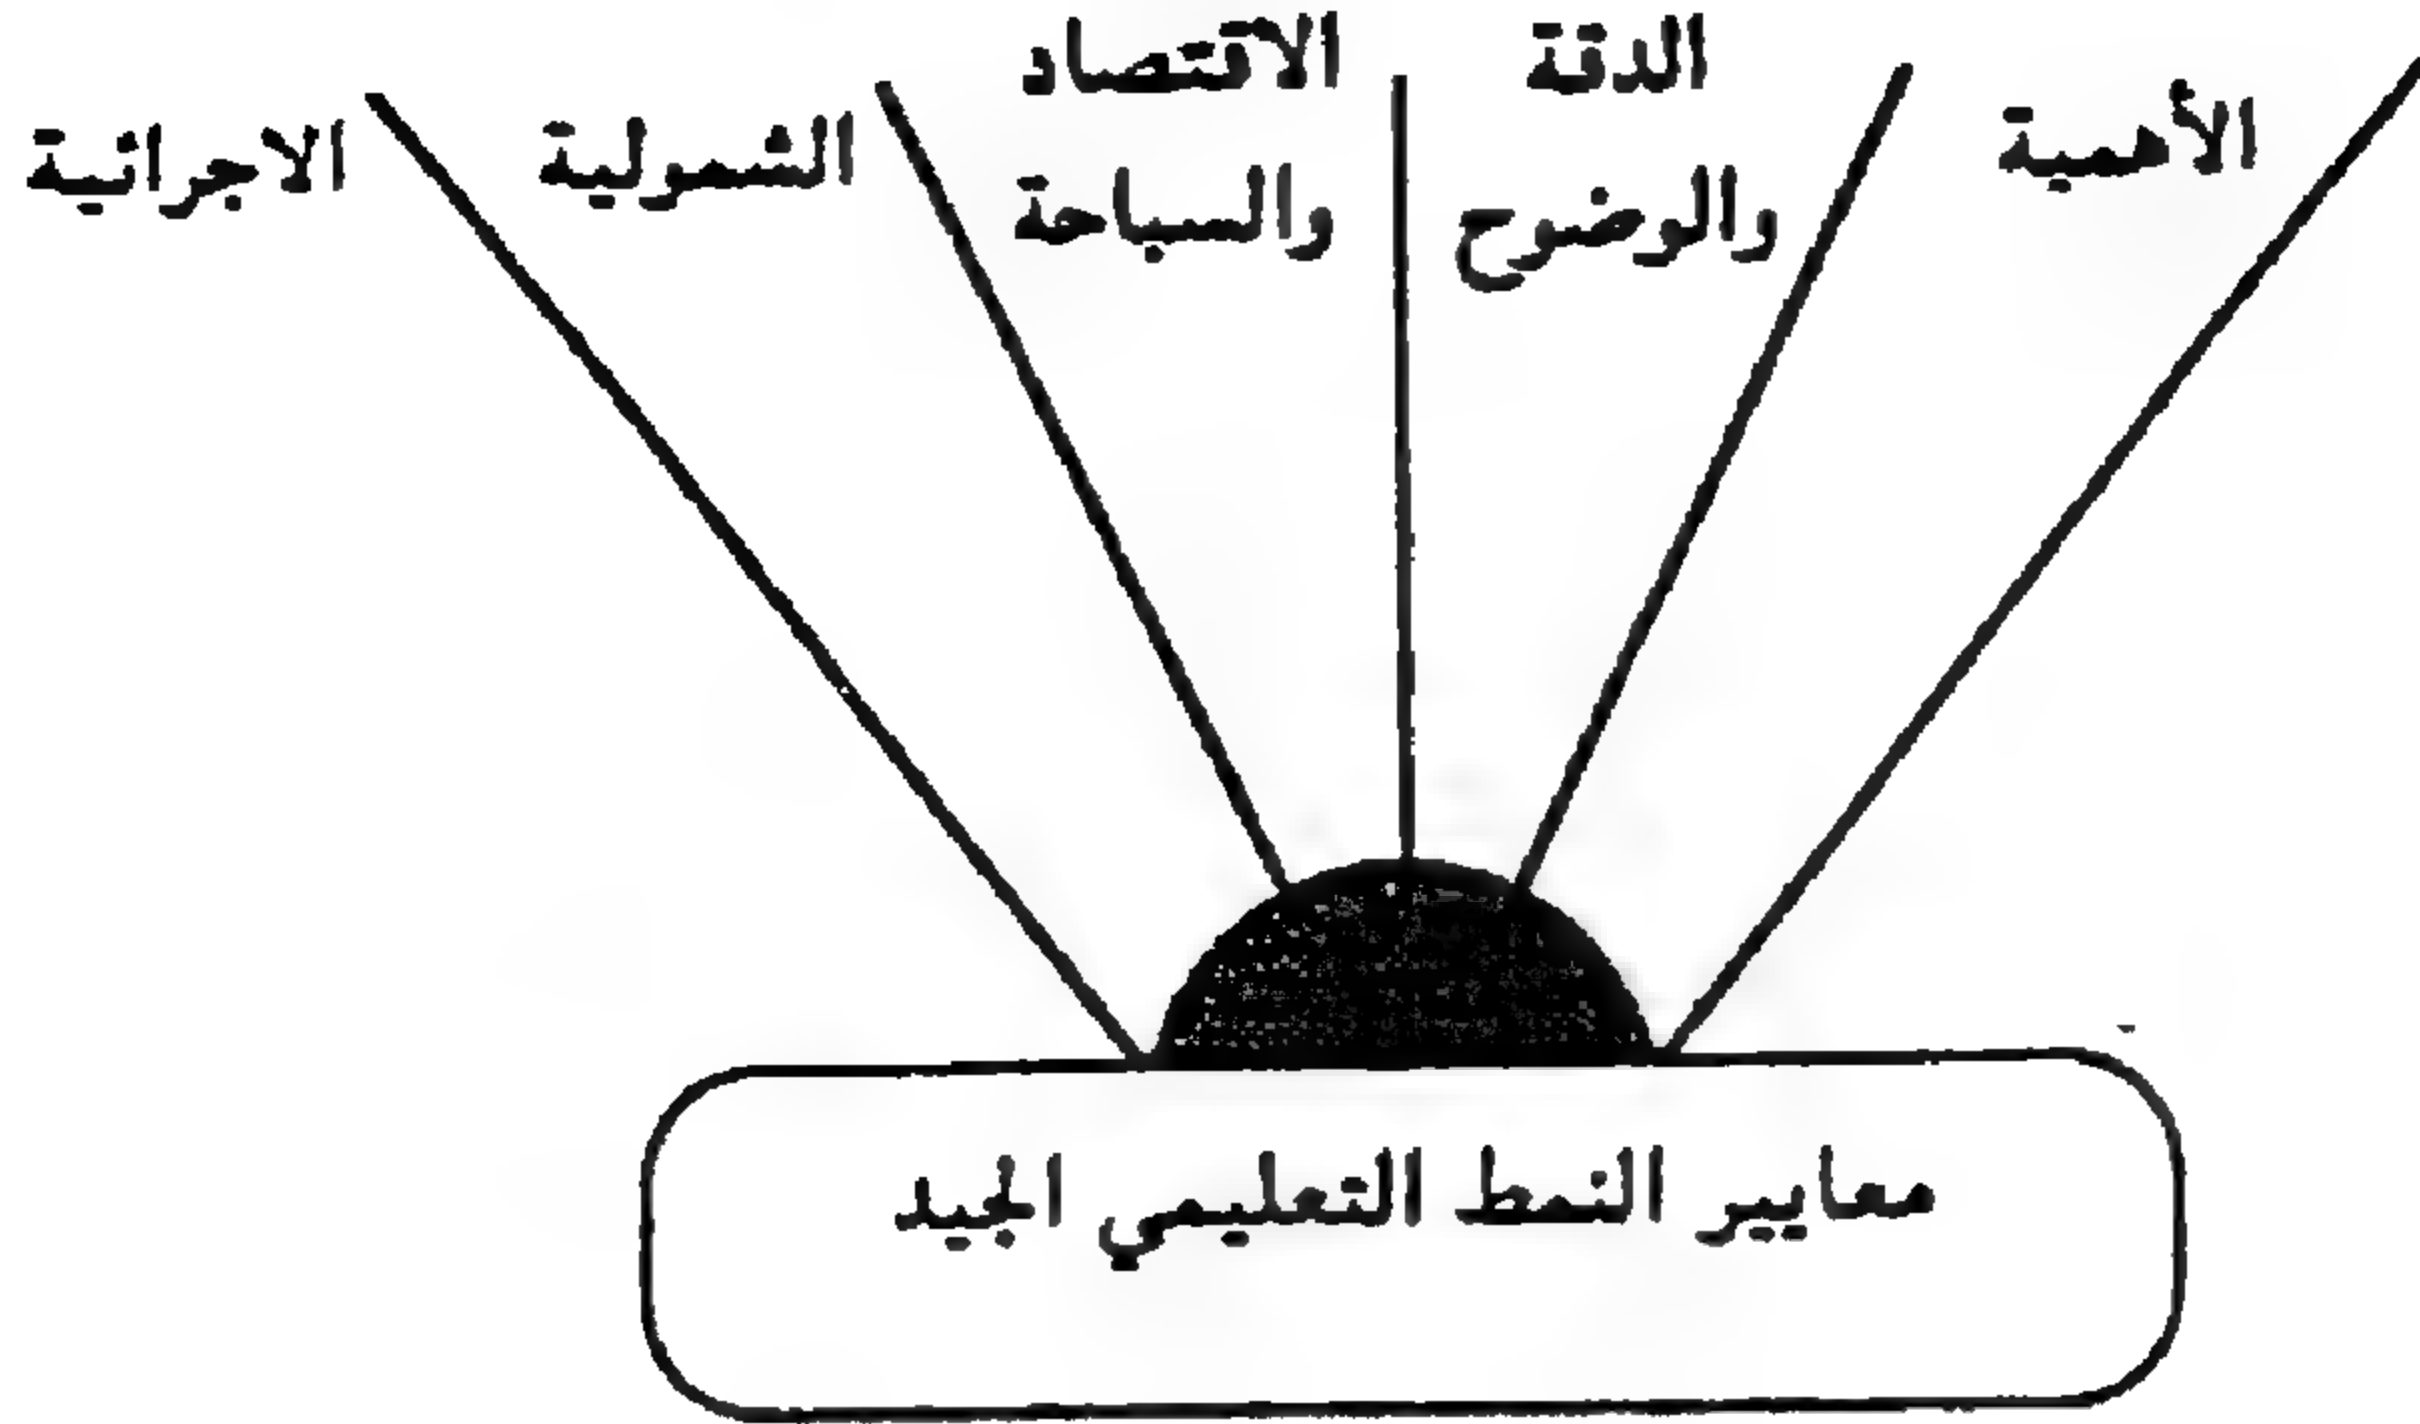 الأهمية
الدقة
والوضوح
الاقتصاد
والسباحة
الشمولية
الاجرائية
معايير النمط التعليمي الجيد